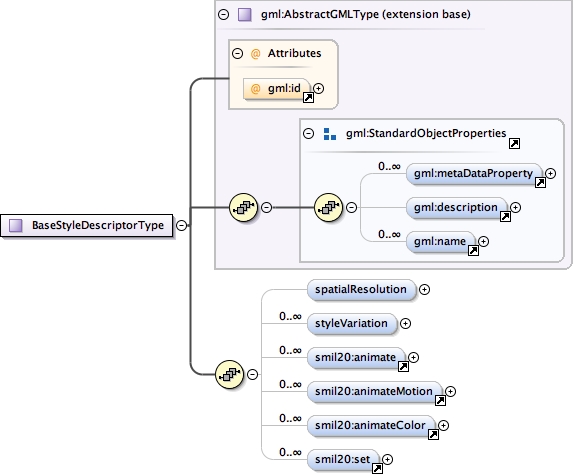 gml:AbstractGMLType (extension base)
@ Attributes
@ gml:id
gml:StandardObjectProperties
0..∞
gml:metaDataProperty
gml:description
0..∞
gml:name
BaseStyleDescriptorType
spatialResolution
0..∞
styleVariation
0..∞
smil20:animate
0..∞
smil20:animateMotion
0..∞
smil20:animateColor
0..∞
smil20:set